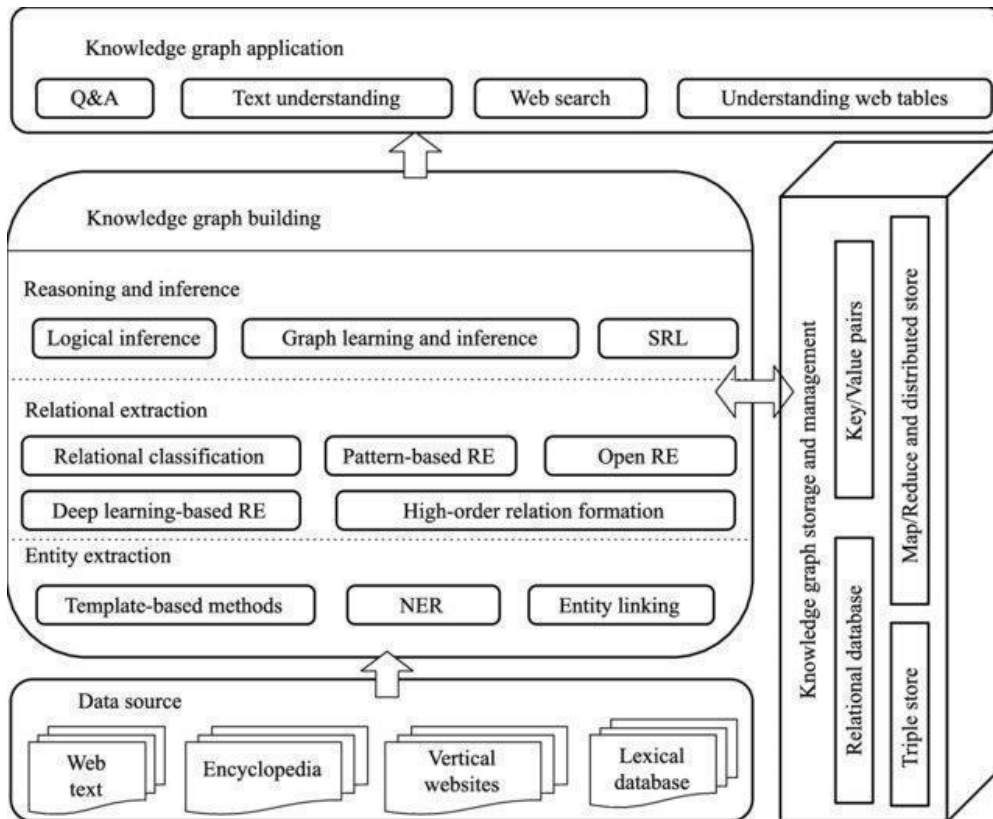 Knowledge graph application
Q&A
Text understanding
Web search
Understanding web tables
Knowledge graph building
Reasoning and inference
Logical inference
Graph learning and inference
SRL
Relational extraction
Relational classification
Pattern-based RE
Open RE
Deep learning-based RE
High-order relation formation
Entity extraction
Template-based methods
NER
Entity linking
Data source
Web
text
Encyclopedia
Vertical
websites
Lexical
database
Knowledge graph storage and management
Key/Value pairs
Relational database
Map/Reduce and distributed store
Triple store